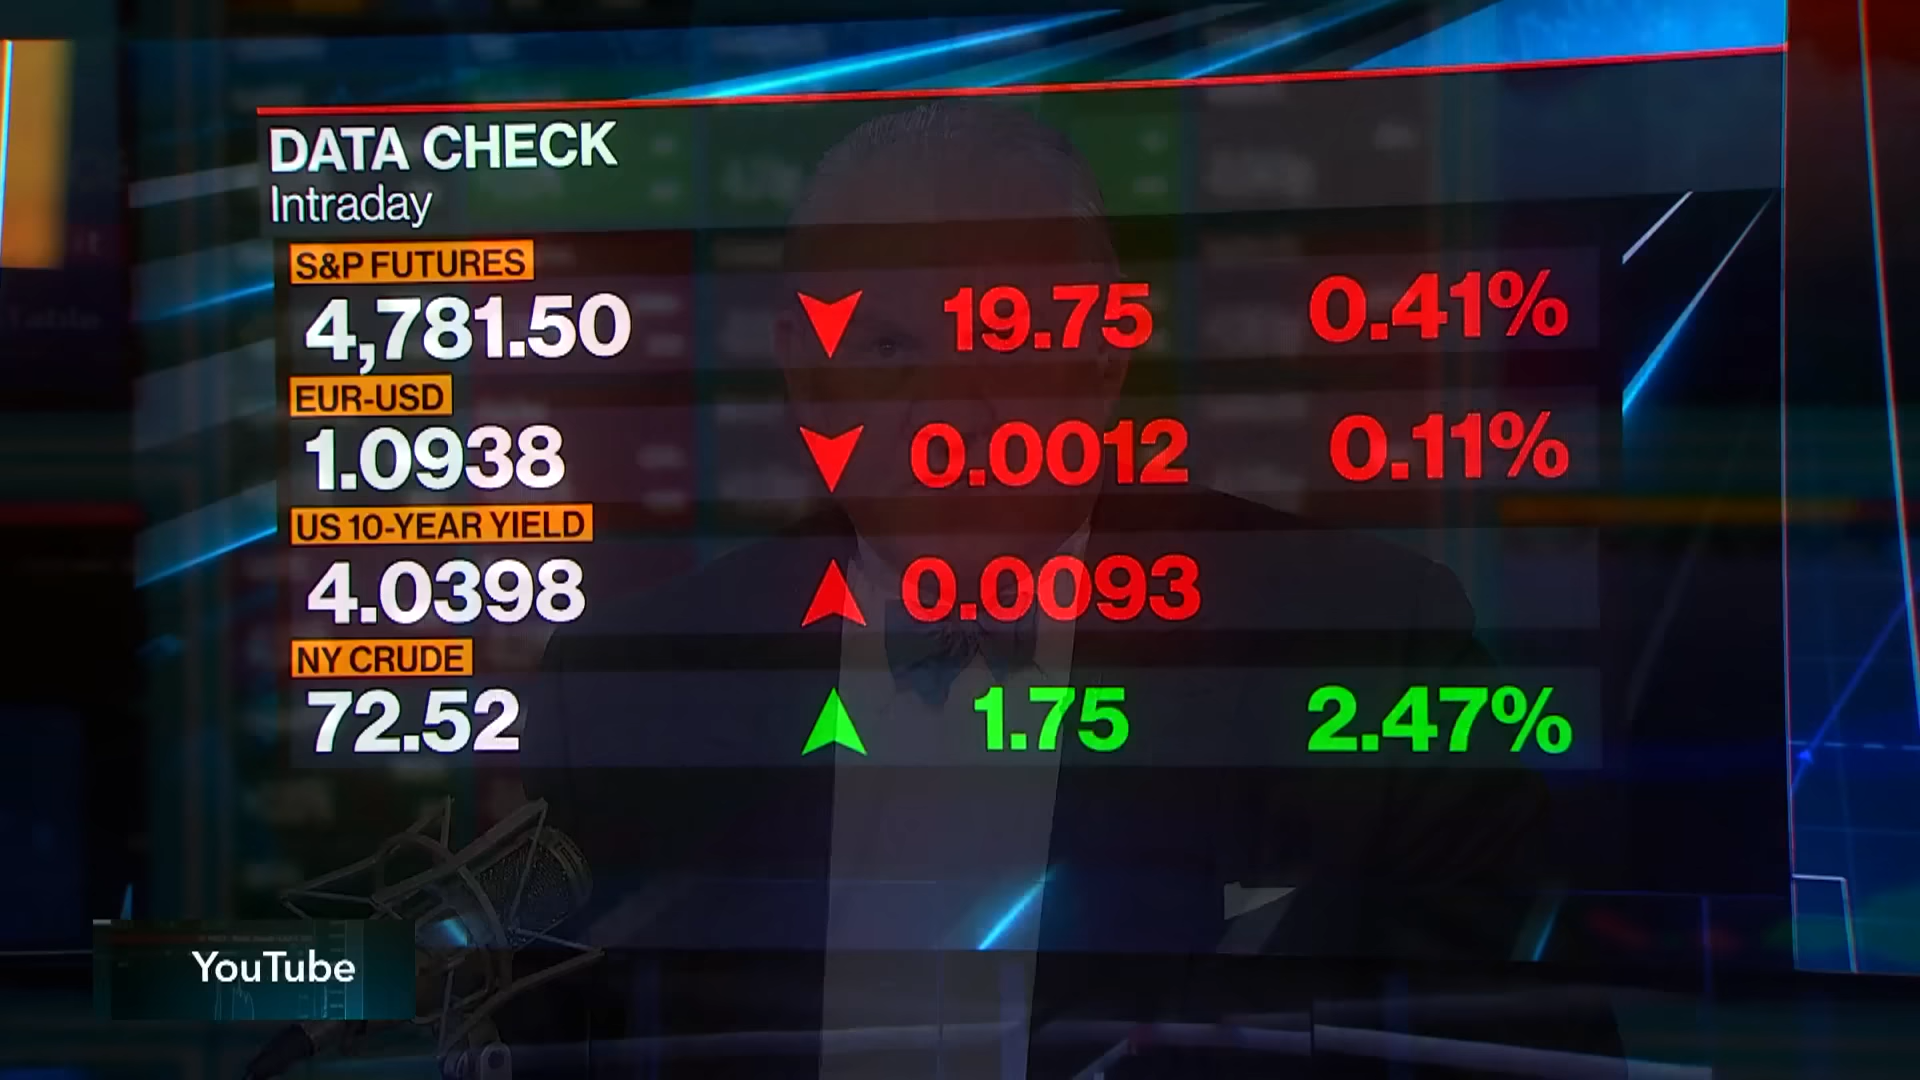 DATA CHECK
Intraday
S&P FUTURES
4,781.50 19.75 0.41%
EUR-USD
1.0938 0.0012 0.11%
US 10-YEAR YIELD
4.0398 0.0093
NY CRUDE
72.52 1.75 2.47%
YouTube